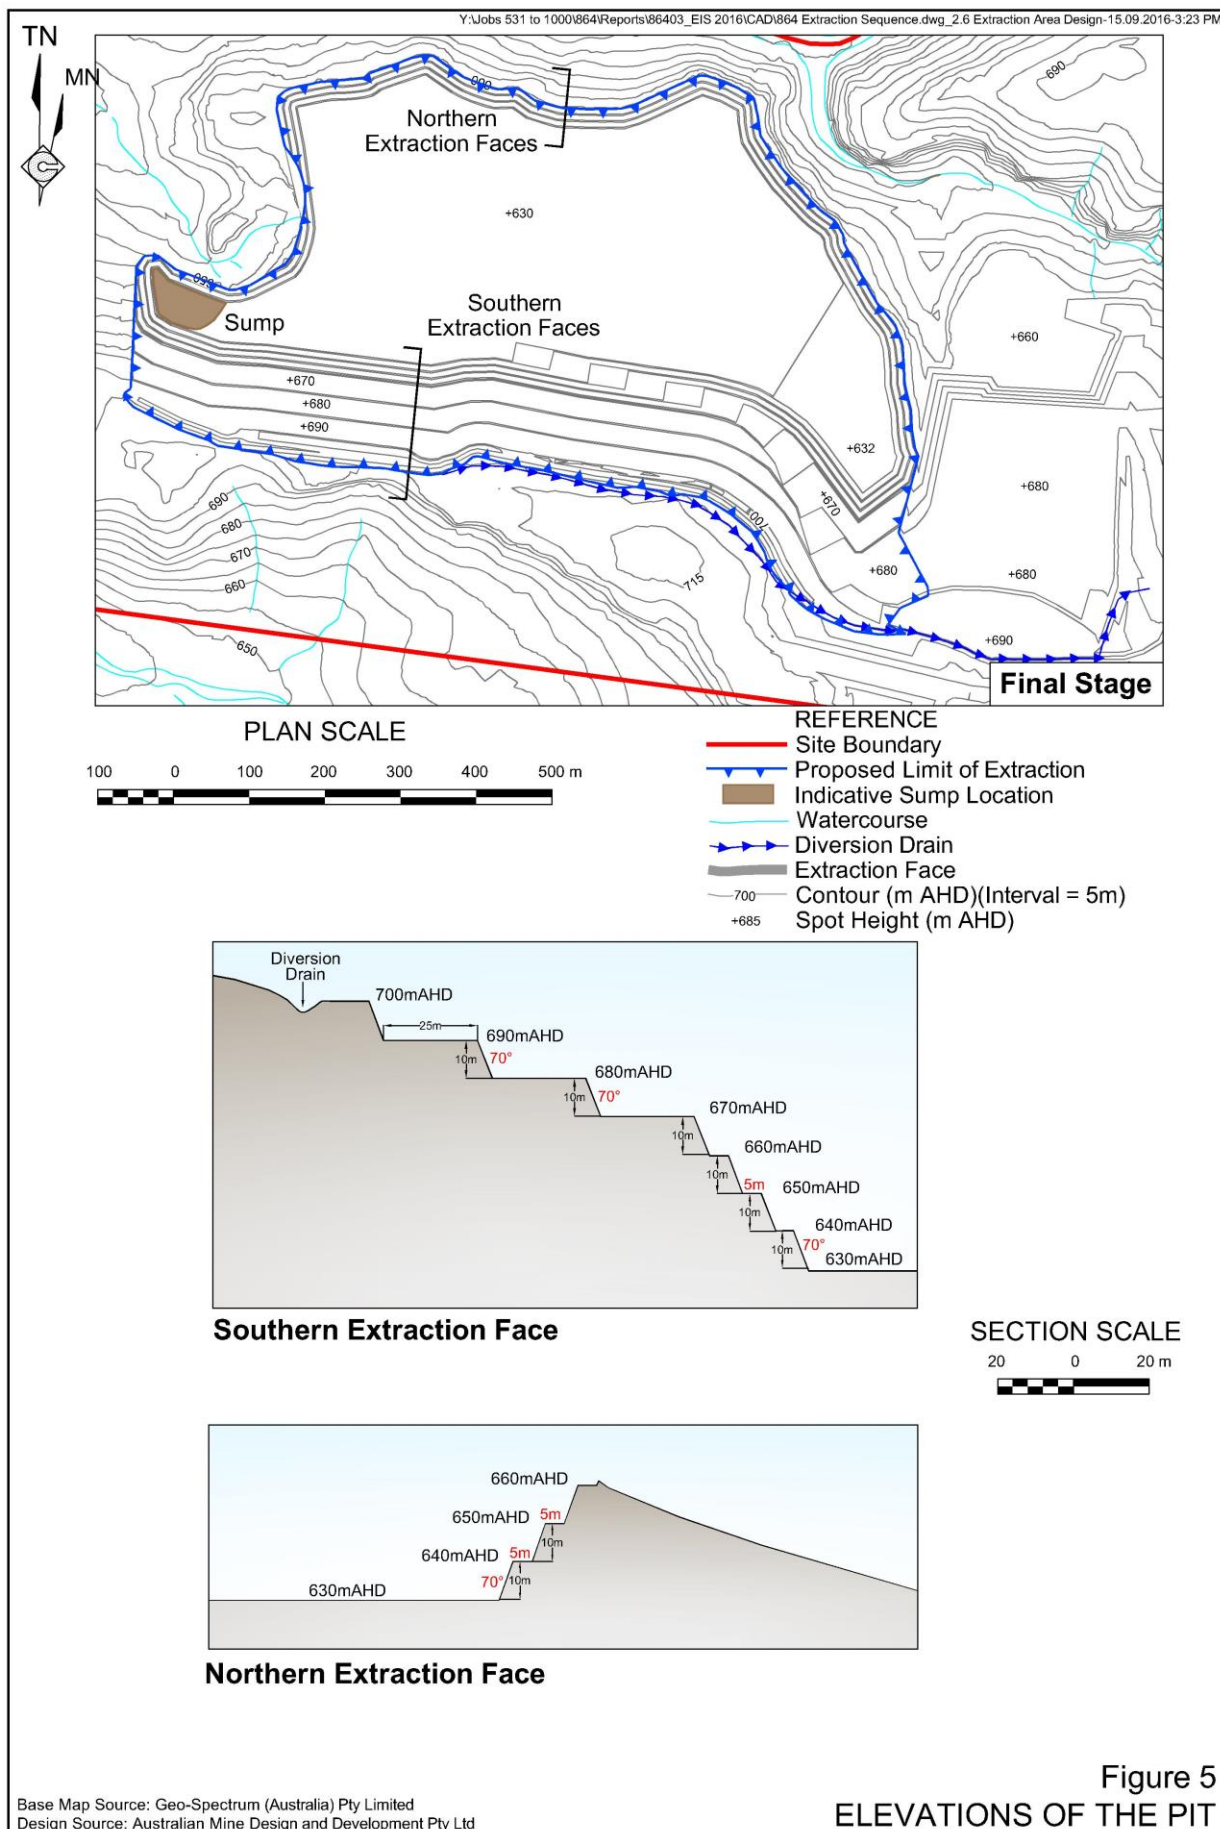 Y:\Jobs 531 to 1000\864\Reports\86403_EIS 2016\CAD\864 Extraction Sequence.dwg_2.6 Extraction Area Design-15.09.2016-3:23 PM
TN
MN
690
660
Northern
Extraction Faces
+630
650
Sump
Southern
Extraction Faces
+660
+670
+680
+690
+632
+680
+670
690
680
670
660
700
715
+680
+680
650
+690
Final Stage
PLAN SCALE
100 0 100 200 300 400 500 m
REFERENCE
Site Boundary
Proposed Limit of Extraction
Indicative Sump Location
Watercourse
Diversion Drain
Extraction Face
700 Contour (m AHD)(Interval = 5m)
+685 Spot Height (m AHD)
Diversion
Drain
700mAHD
25m
690mAHD
10m 70°
680mAHD
10m 70°
670mAHD
10m
660mAHD
10m
5m 650mAHD
10m
640mAHD
10m 70°
630mAHD
Southern Extraction Face
SECTION SCALE
20 0 20 m
660mAHD
650mAHD 5m
10m
640mAHD 5m
70° 10m
630mAHD
Northern Extraction Face
Figure 5
ELEVATIONS OF THE PIT
Base Map Source: Geo-Spectrum (Australia) Pty Limited
Design Source: Australian Mine Design and Development Pty Ltd